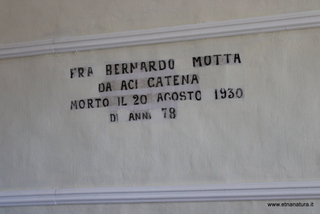 FRA BERNARDO MOTTA
DA ACI CATENA
MORTO IL 20 AGOSTO 1930
DI ANNI 78
www.etnanatura.it